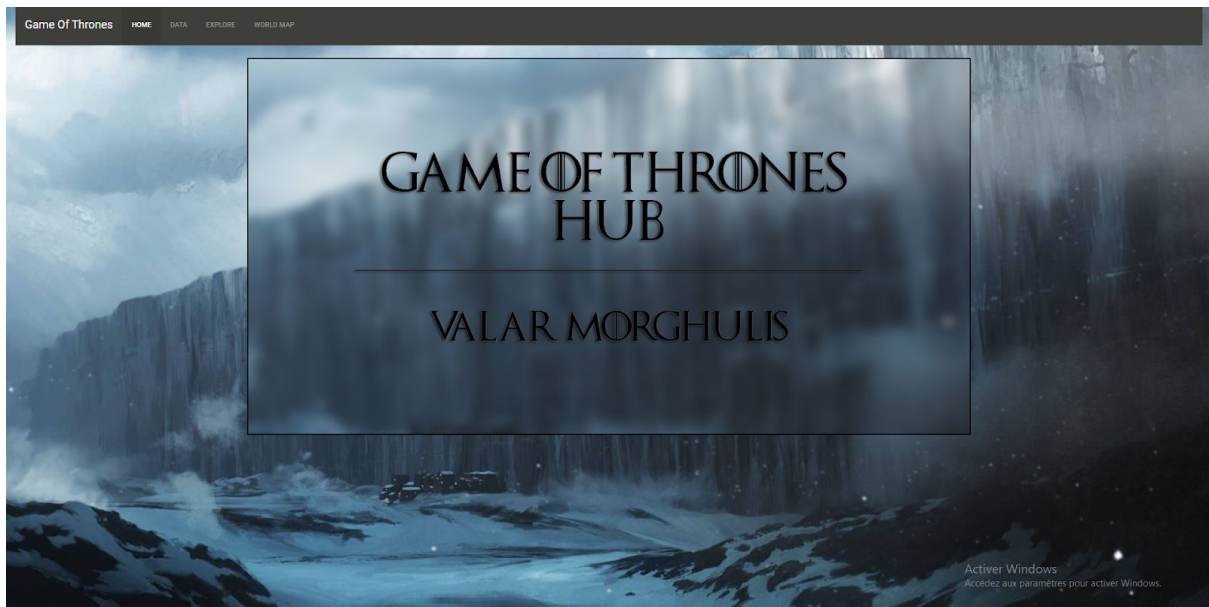 Game Of Thrones HOME DATA EXPLORE WORLD MAP
GAME OF THRONES
HUB
VALAR MORGHULIS
Activer Windows
Accédez aux paramètres pour activer Windows.